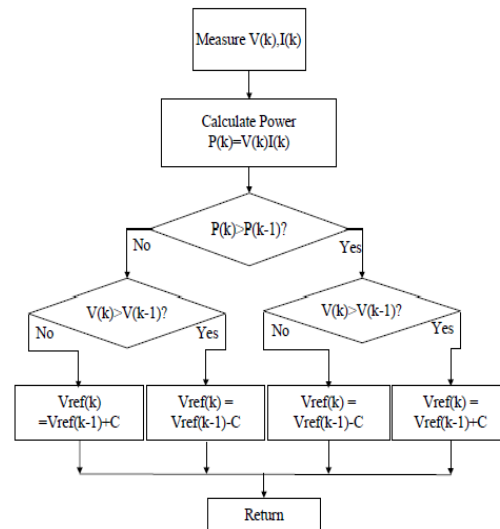 Measure V(k),I(k)
Calculate Power
P(k)=V(k)I(k)
P(k)>P(k-1)?
No
Yes
V(k)>V(k-1)?
V(k)>V(k-1)?
No
Yes
No
Yes
Vref(k)
=Vref(k-1)+C
Vref(k) =
Vref(k-1)-C
Vref(k) =
Vref(k-1)-C
Vref(k) =
Vref(k-1)+C
Return